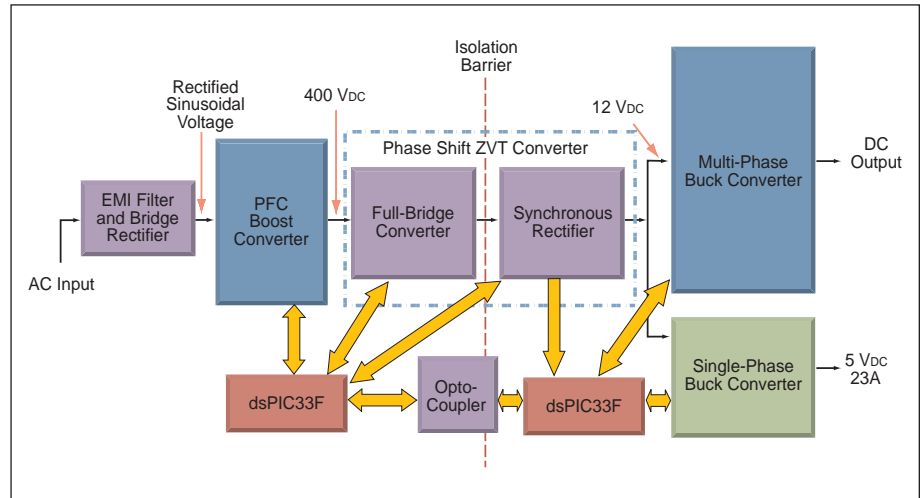 Isolation
Barrier
Rectified
Sinusoidal
Voltage
400 VDC
12 VDC
Phase Shift ZVT Converter
EMI Filter
and Bridge
Rectifier
PFC
Boost
Converter
Full-Bridge
Converter
Synchronous
Rectifier
Multi-Phase
Buck Converter
DC
Output
AC Input
dsPIC33F
Opto-
Coupler
dsPIC33F
Single-Phase
Buck Converter
5 VDC
23A